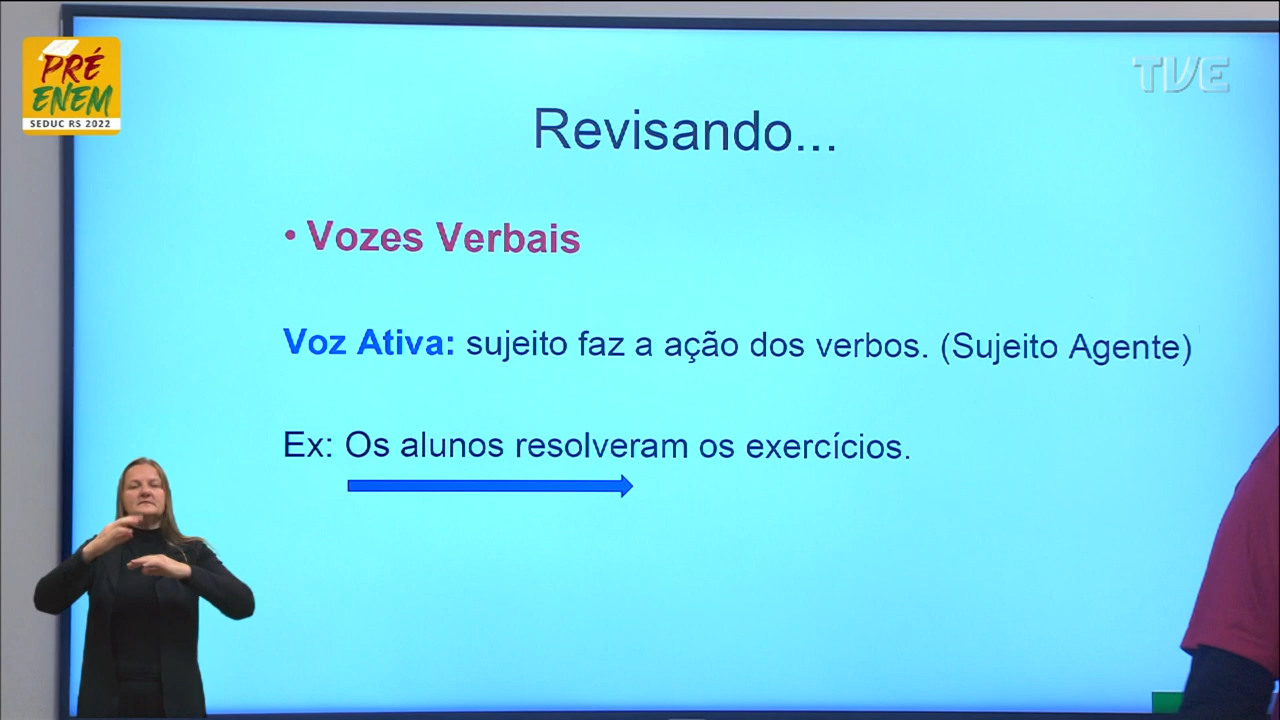 PRÉ
ENEM
SEDUC RS 2022
TVE
Revisando...
• Vozes Verbais
Voz Ativa: sujeito faz a ação dos verbos. (Sujeito Agente)
Ex: Os alunos resolveram os exercícios.